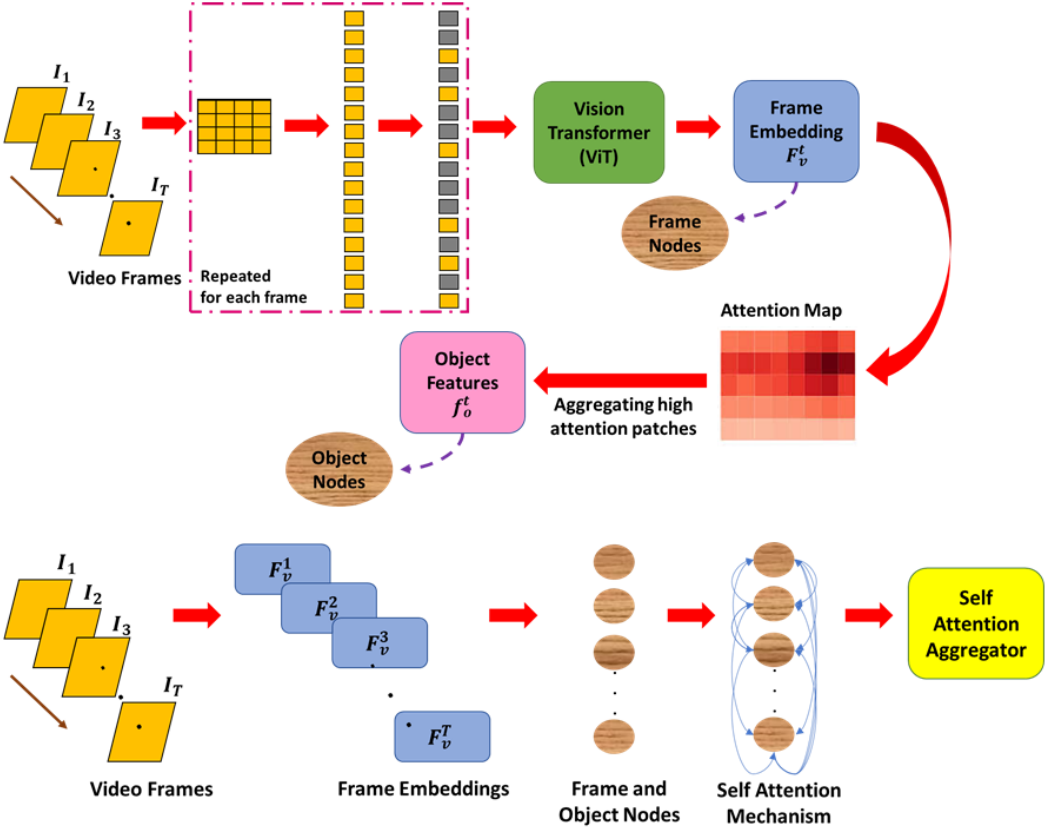 I₁
I₂
I₃
I_T
Video Frames
Repeated
for each frame
Vision
Transformer
(ViT)
Frame
Embedding
F_v^t
Frame
Nodes
Attention Map
Aggregating high
attention patches
Object
Features
f_o^t
Object
Nodes
I₁
I₂
I₃
I_T
Video Frames
F_v^1
F_v^2
F_v^3
F_v^T
Frame Embeddings
Frame and
Object Nodes
Self Attention
Mechanism
Self
Attention
Aggregator